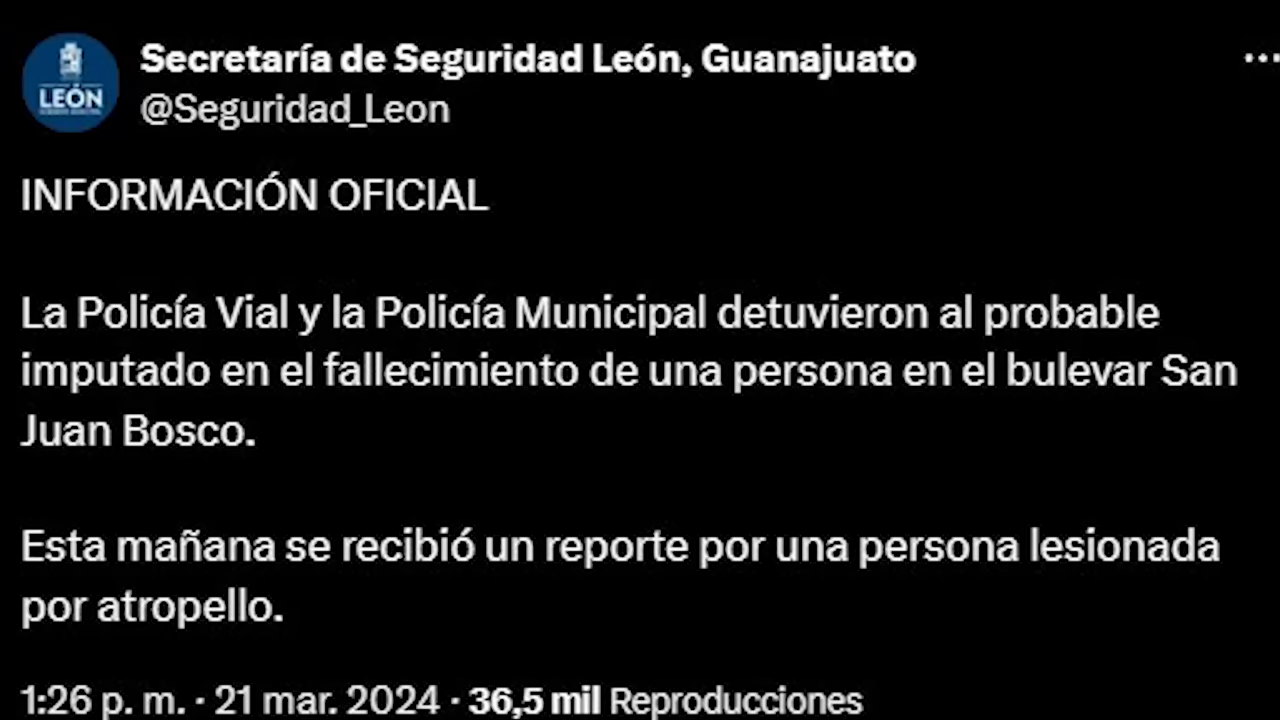 Secretaría de Seguridad León, Guanajuato
LEÓN
@Seguridad_Leon
INFORMACIÓN OFICIAL
La Policía Vial y la Policía Municipal detuvieron al probable
imputado en el fallecimiento de una persona en el bulevar San
Juan Bosco.
Esta mañana se recibió un reporte por una persona lesionada
por atropello.
1:26 p. m. · 21 mar. 2024 · 36,5 mil Reproducciones